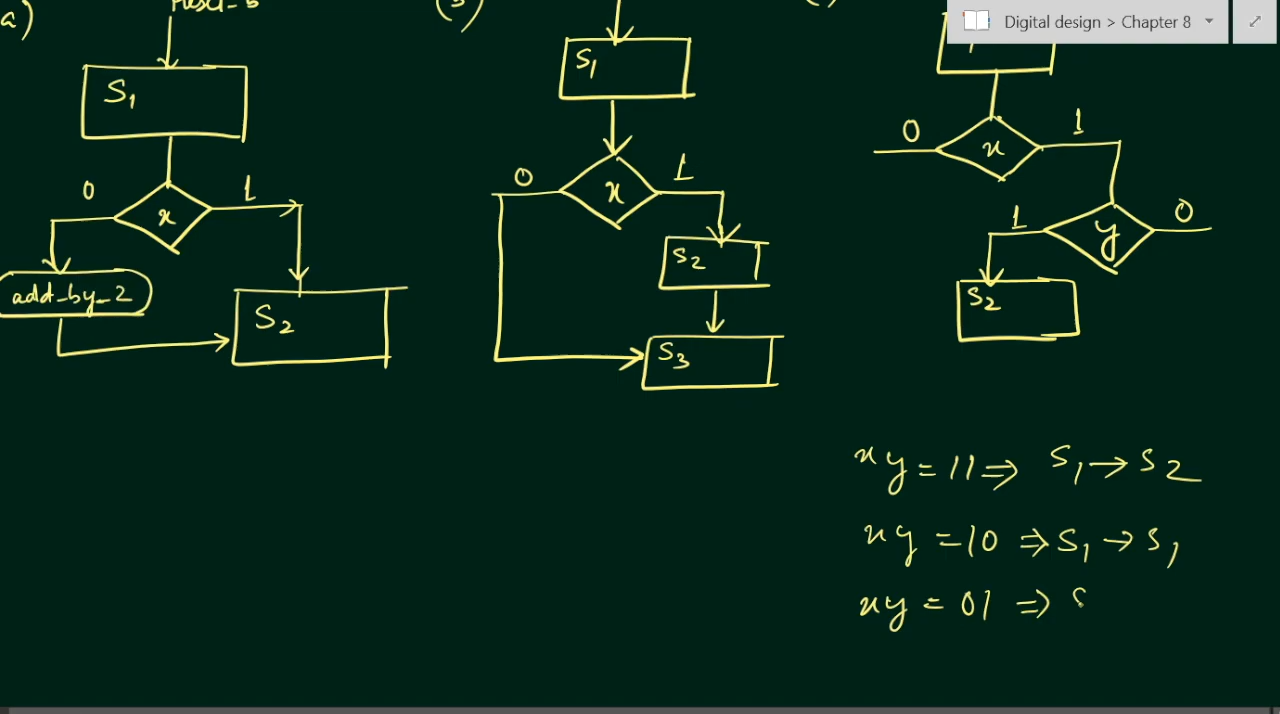 a)
S₁
0
x
1
add_by_2
S₂
S₁
0
x
1
S₂
S₃
Digital design > Chapter 8
0
x
1
1
y
0
S₂
xy = 11 ⇒ S₁ → S₂
xy = 10 ⇒ S₁ → S₁
xy = 01 ⇒ S